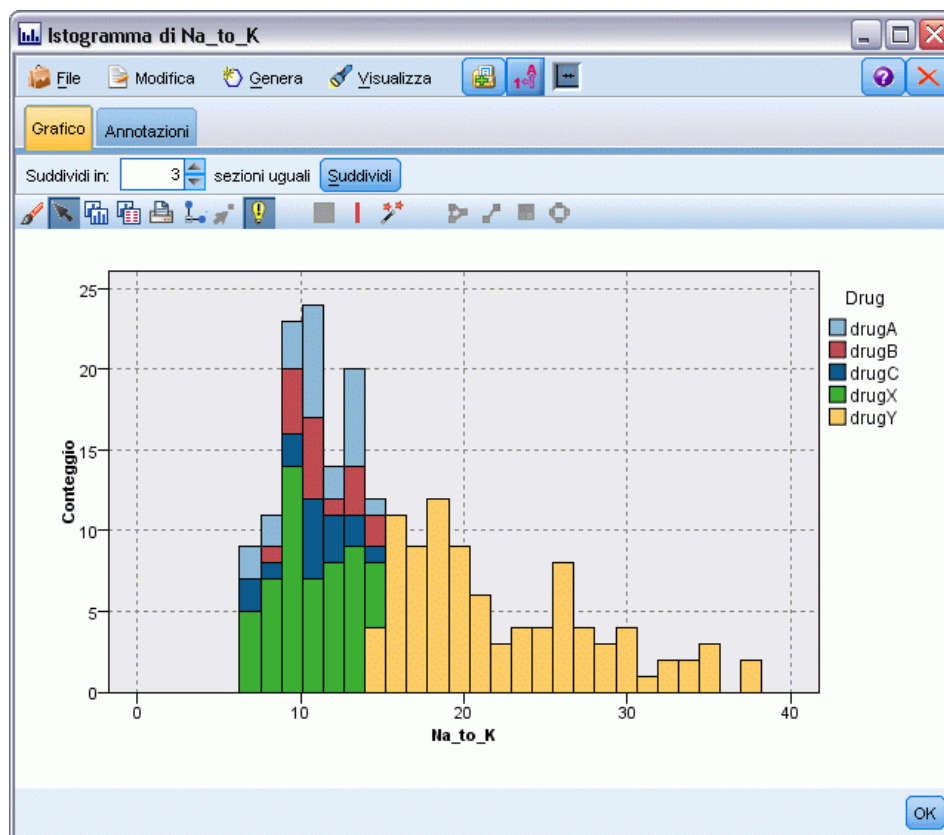 Istogramma di Na_to_K
File Modifica Genera Visualizza
Grafico Annotazioni
Suddividi in: 3 sezioni uguali Suddividi
25
20
15
10
5
0
Conteggio
0 10 20 30 40
Na_to_K
Drug
drugA
drugB
drugC
drugX
drugY
OK